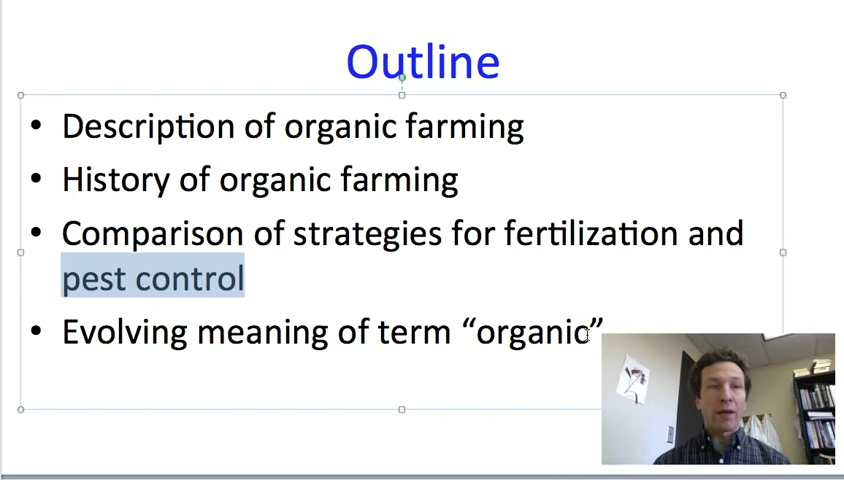 Outline
• Description of organic farming
• History of organic farming
• Comparison of strategies for fertilization and
pest control
• Evolving meaning of term “organic”